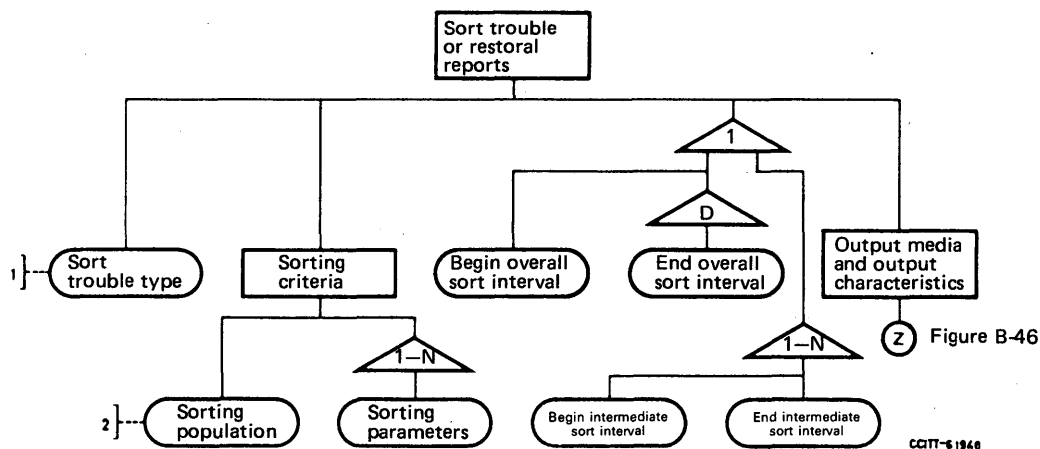 Sort trouble
or restoral
reports
1
D
1
Sort
trouble type
Sorting
criteria
Begin overall
sort interval
End overall
sort interval
Output media
and output
characteristics
1–N
1–N
Z
Figure B-46
2
Sorting
population
Sorting
parameters
Begin intermediate
sort interval
End intermediate
sort interval